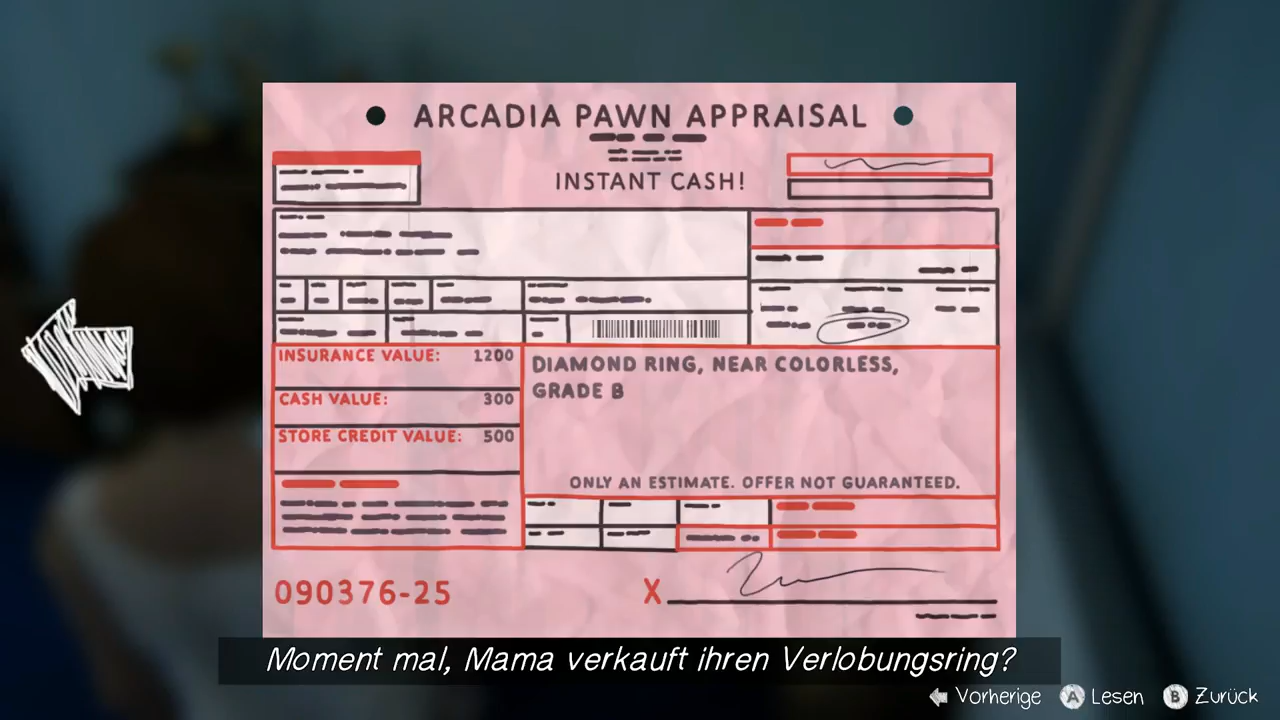 ARCADIA PAWN APPRAISAL
INSTANT CASH!
INSURANCE VALUE: 1200
CASH VALUE: 300
STORE CREDIT VALUE: 500
DIAMOND RING, NEAR COLORLESS,
GRADE B
ONLY AN ESTIMATE. OFFER NOT GUARANTEED.
090376-25
X
Moment mal, Mama verkauft ihren Verlobungsring?
Vorherige A Lesen B Zurück